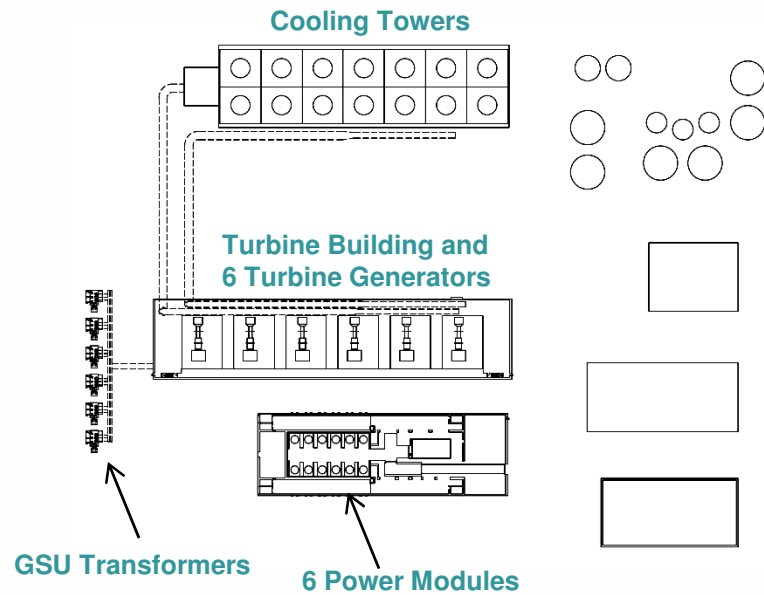 Cooling Towers
Turbine Building and
6 Turbine Generators
GSU Transformers
6 Power Modules